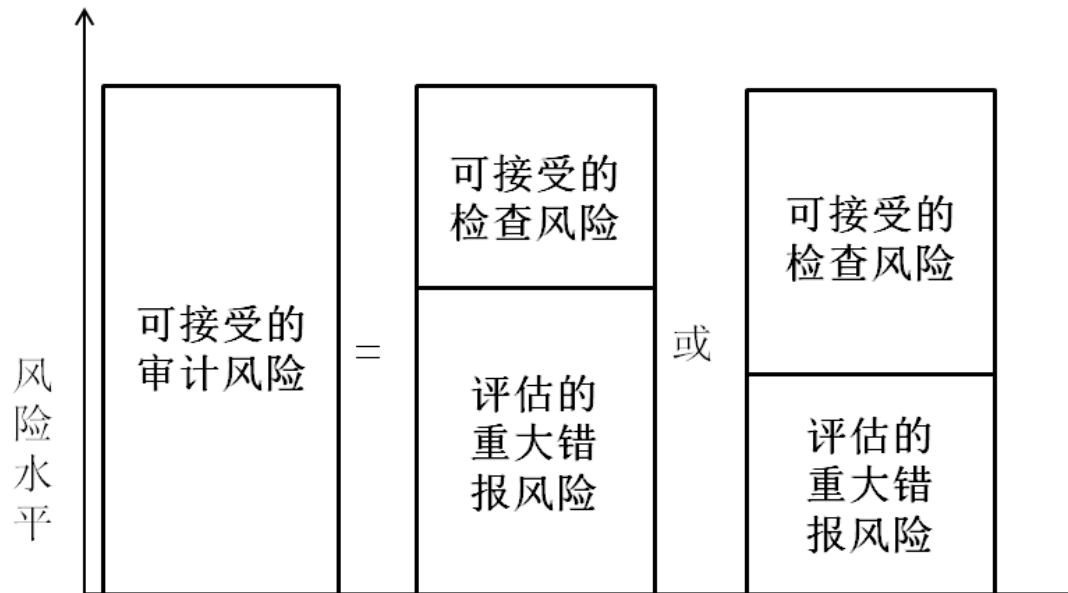 风
险
水
平
可接受的
审计风险
=
可接受的
检查风险
评估的
重大错
报风险
或
可接受的
检查风险
评估的
重大错
报风险